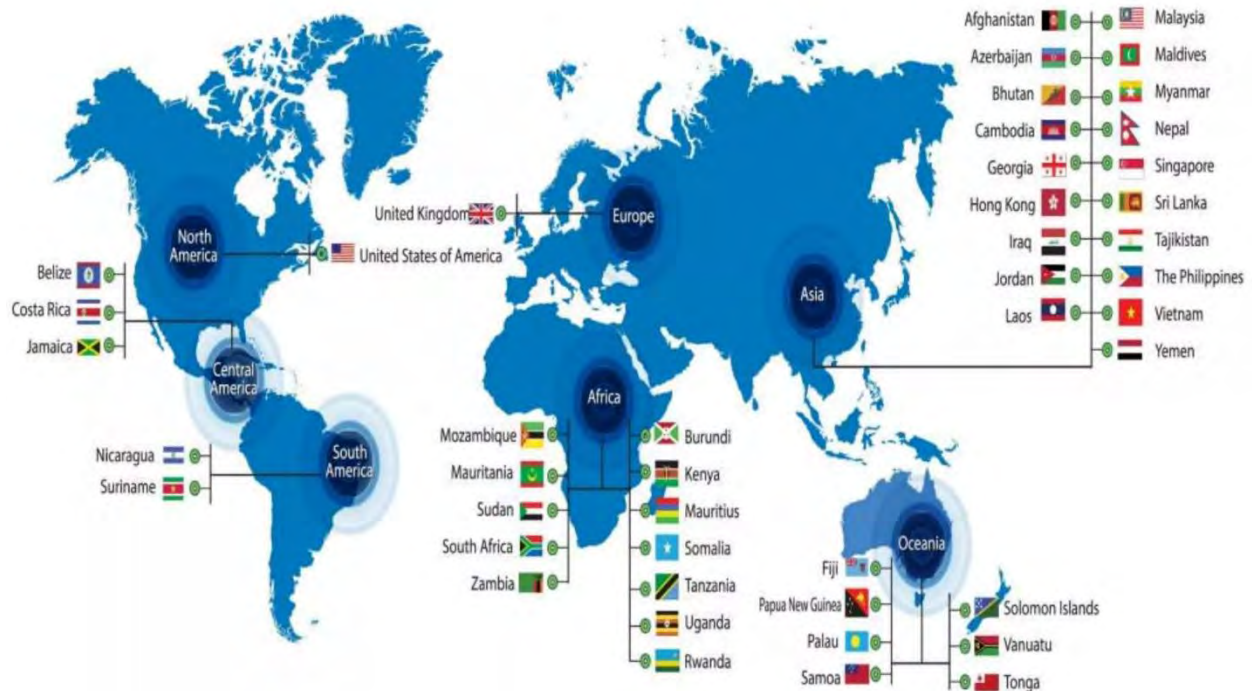 North
America
United States of America
Belize
Costa Rica
Jamaica
Central
America
Nicaragua
Suriname
South
America
United Kingdom
Europe
Africa
Mozambique
Mauritania
Sudan
South Africa
Zambia
Burundi
Kenya
Mauritius
Somalia
Tanzania
Uganda
Rwanda
Asia
Afghanistan
Azerbaijan
Bhutan
Cambodia
Georgia
Hong Kong
Iraq
Jordan
Laos
Malaysia
Maldives
Myanmar
Nepal
Singapore
Sri Lanka
Tajikistan
The Philippines
Vietnam
Yemen
Oceania
Fiji
Papua New Guinea
Palau
Samoa
Solomon Islands
Vanuatu
Tonga